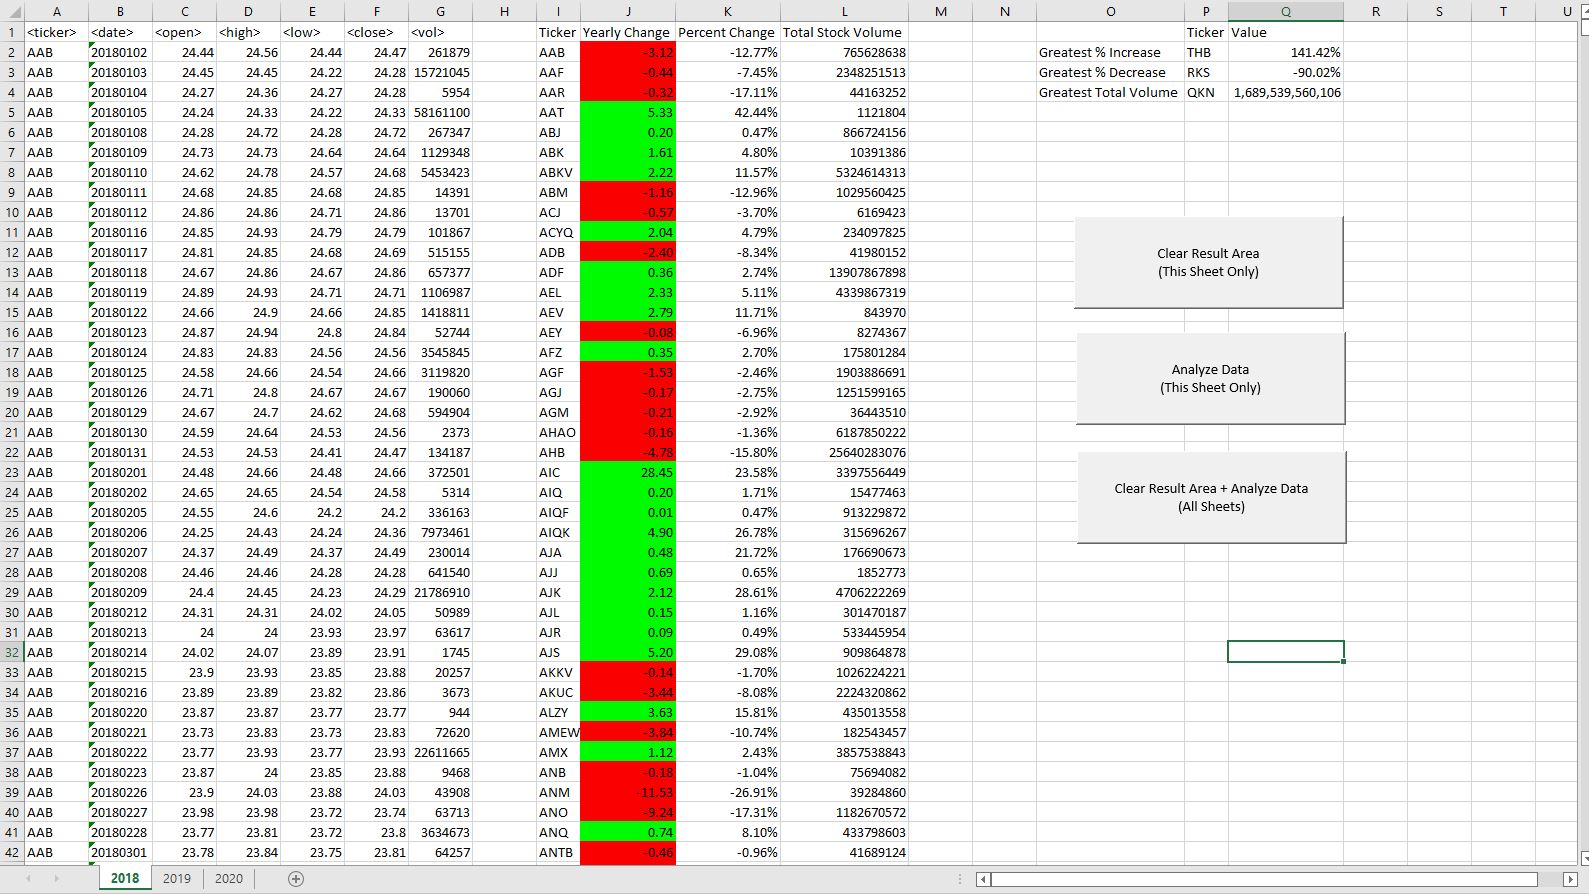 A B C D E F G H I J K L M N O P Q R S T U
1 <ticker> <date> <open> <high> <low> <close> <vol> Ticker Yearly Change Percent Change Total Stock Volume Ticker Value
2 AAB 20180102 24.44 24.56 24.44 24.47 261879 AAB -3.12 -12.77% 765628638 Greatest % Increase THB 141.42%
3 AAB 20180103 24.45 24.45 24.22 24.28 15721045 AAF -0.44 -7.45% 2348251513 Greatest % Decrease RKS -90.02%
4 AAB 20180104 24.27 24.36 24.27 24.28 5954 AAR -0.32 -17.11% 44163252 Greatest Total Volume QKN 1,689,539,560,106
5 AAB 20180105 24.24 24.33 24.22 24.33 58161100 AAT 5.33 42.44% 1121804
6 AAB 20180108 24.28 24.72 24.28 24.72 267347 ABJ 0.20 0.47% 866724156
7 AAB 20180109 24.73 24.73 24.64 24.64 1129348 ABK 1.61 4.80% 10391386
8 AAB 20180110 24.62 24.78 24.57 24.68 5453423 ABKV 2.22 11.57% 5324614313
9 AAB 20180111 24.68 24.85 24.68 24.85 14391 ABM -1.16 -12.96% 1029560425
10 AAB 20180112 24.86 24.86 24.71 24.86 13701 ACJ -0.57 -3.70% 6169423
11 AAB 20180116 24.85 24.93 24.79 24.79 101867 ACYQ 2.04 4.79% 234097825
12 AAB 20180117 24.81 24.85 24.68 24.69 515155 ADB -2.40 -8.34% 41980152
13 AAB 20180118 24.67 24.86 24.67 24.86 657377 ADF 0.36 2.74% 13907867898
14 AAB 20180119 24.89 24.93 24.71 24.71 1106987 AEL 2.33 5.11% 4339867319
15 AAB 20180122 24.66 24.9 24.66 24.85 1418811 AEV 2.79 11.71% 843970
16 AAB 20180123 24.87 24.94 24.8 24.84 52744 AEY -0.08 -6.96% 8274367
17 AAB 20180124 24.83 24.83 24.56 24.56 3545845 AFZ 0.35 2.70% 175801284
18 AAB 20180125 24.58 24.66 24.54 24.66 3119820 AGF -1.53 -2.46% 1903886691
19 AAB 20180126 24.71 24.8 24.67 24.67 190060 AGJ -0.17 -2.75% 1251599165
20 AAB 20180129 24.67 24.7 24.62 24.68 594904 AGM -0.21 -2.92% 36443510
21 AAB 20180130 24.59 24.64 24.53 24.56 2373 AHAO -0.16 -1.36% 6187850222
22 AAB 20180131 24.53 24.53 24.41 24.47 134187 AHB -4.78 -15.80% 25640283076
23 AAB 20180201 24.48 24.66 24.48 24.66 372501 AIC 28.45 23.58% 3397556449
24 AAB 20180202 24.65 24.65 24.54 24.58 5314 AIQ 0.20 1.71% 15477463
25 AAB 20180205 24.55 24.6 24.2 24.2 336163 AIQF 0.01 0.47% 913229872
26 AAB 20180206 24.25 24.43 24.24 24.36 7973461 AIQK 4.90 26.78% 315696267
27 AAB 20180207 24.37 24.49 24.37 24.49 230014 AJA 0.48 21.72% 176690673
28 AAB 20180208 24.46 24.46 24.28 24.28 641540 AJJ 0.69 0.65% 1852773
29 AAB 20180209 24.4 24.45 24.23 24.29 21786910 AJK 2.12 28.61% 4706222269
30 AAB 20180212 24.31 24.31 24.02 24.05 50989 AJL 0.15 1.16% 301470187
31 AAB 20180213 24 24 23.93 23.97 63617 AJR 0.09 0.49% 533445954
32 AAB 20180214 24.02 24.07 23.89 23.91 1745 AJS 5.20 29.08% 909864878
33 AAB 20180215 23.9 23.93 23.85 23.88 20257 AKKV -0.14 -1.70% 1026224221
34 AAB 20180216 23.89 23.89 23.82 23.86 3673 AKUC -3.44 -8.08% 2224320862
35 AAB 20180220 23.87 23.87 23.77 23.77 944 ALZY 3.63 15.81% 435013558
36 AAB 20180221 23.73 23.83 23.73 23.83 72620 AMEW -3.84 -10.74% 182543457
37 AAB 20180222 23.77 23.93 23.77 23.93 22611665 AMX 1.12 2.43% 3857538843
38 AAB 20180223 23.87 24 23.85 23.88 9468 ANB -0.18 -1.04% 75694082
39 AAB 20180226 23.9 24.03 23.88 24.03 43908 ANM -11.53 -26.91% 39284860
40 AAB 20180227 23.98 23.98 23.72 23.74 63713 ANO -9.24 -17.31% 1182670572
41 AAB 20180228 23.77 23.81 23.72 23.8 3634673 ANQ 0.74 8.10% 433798603
42 AAB 20180301 23.78 23.84 23.75 23.81 64257 ANTB -0.46 -0.96% 41689124
Clear Result Area
(This Sheet Only)
Analyze Data
(This Sheet Only)
Clear Result Area + Analyze Data
(All Sheets)
2018 2019 2020